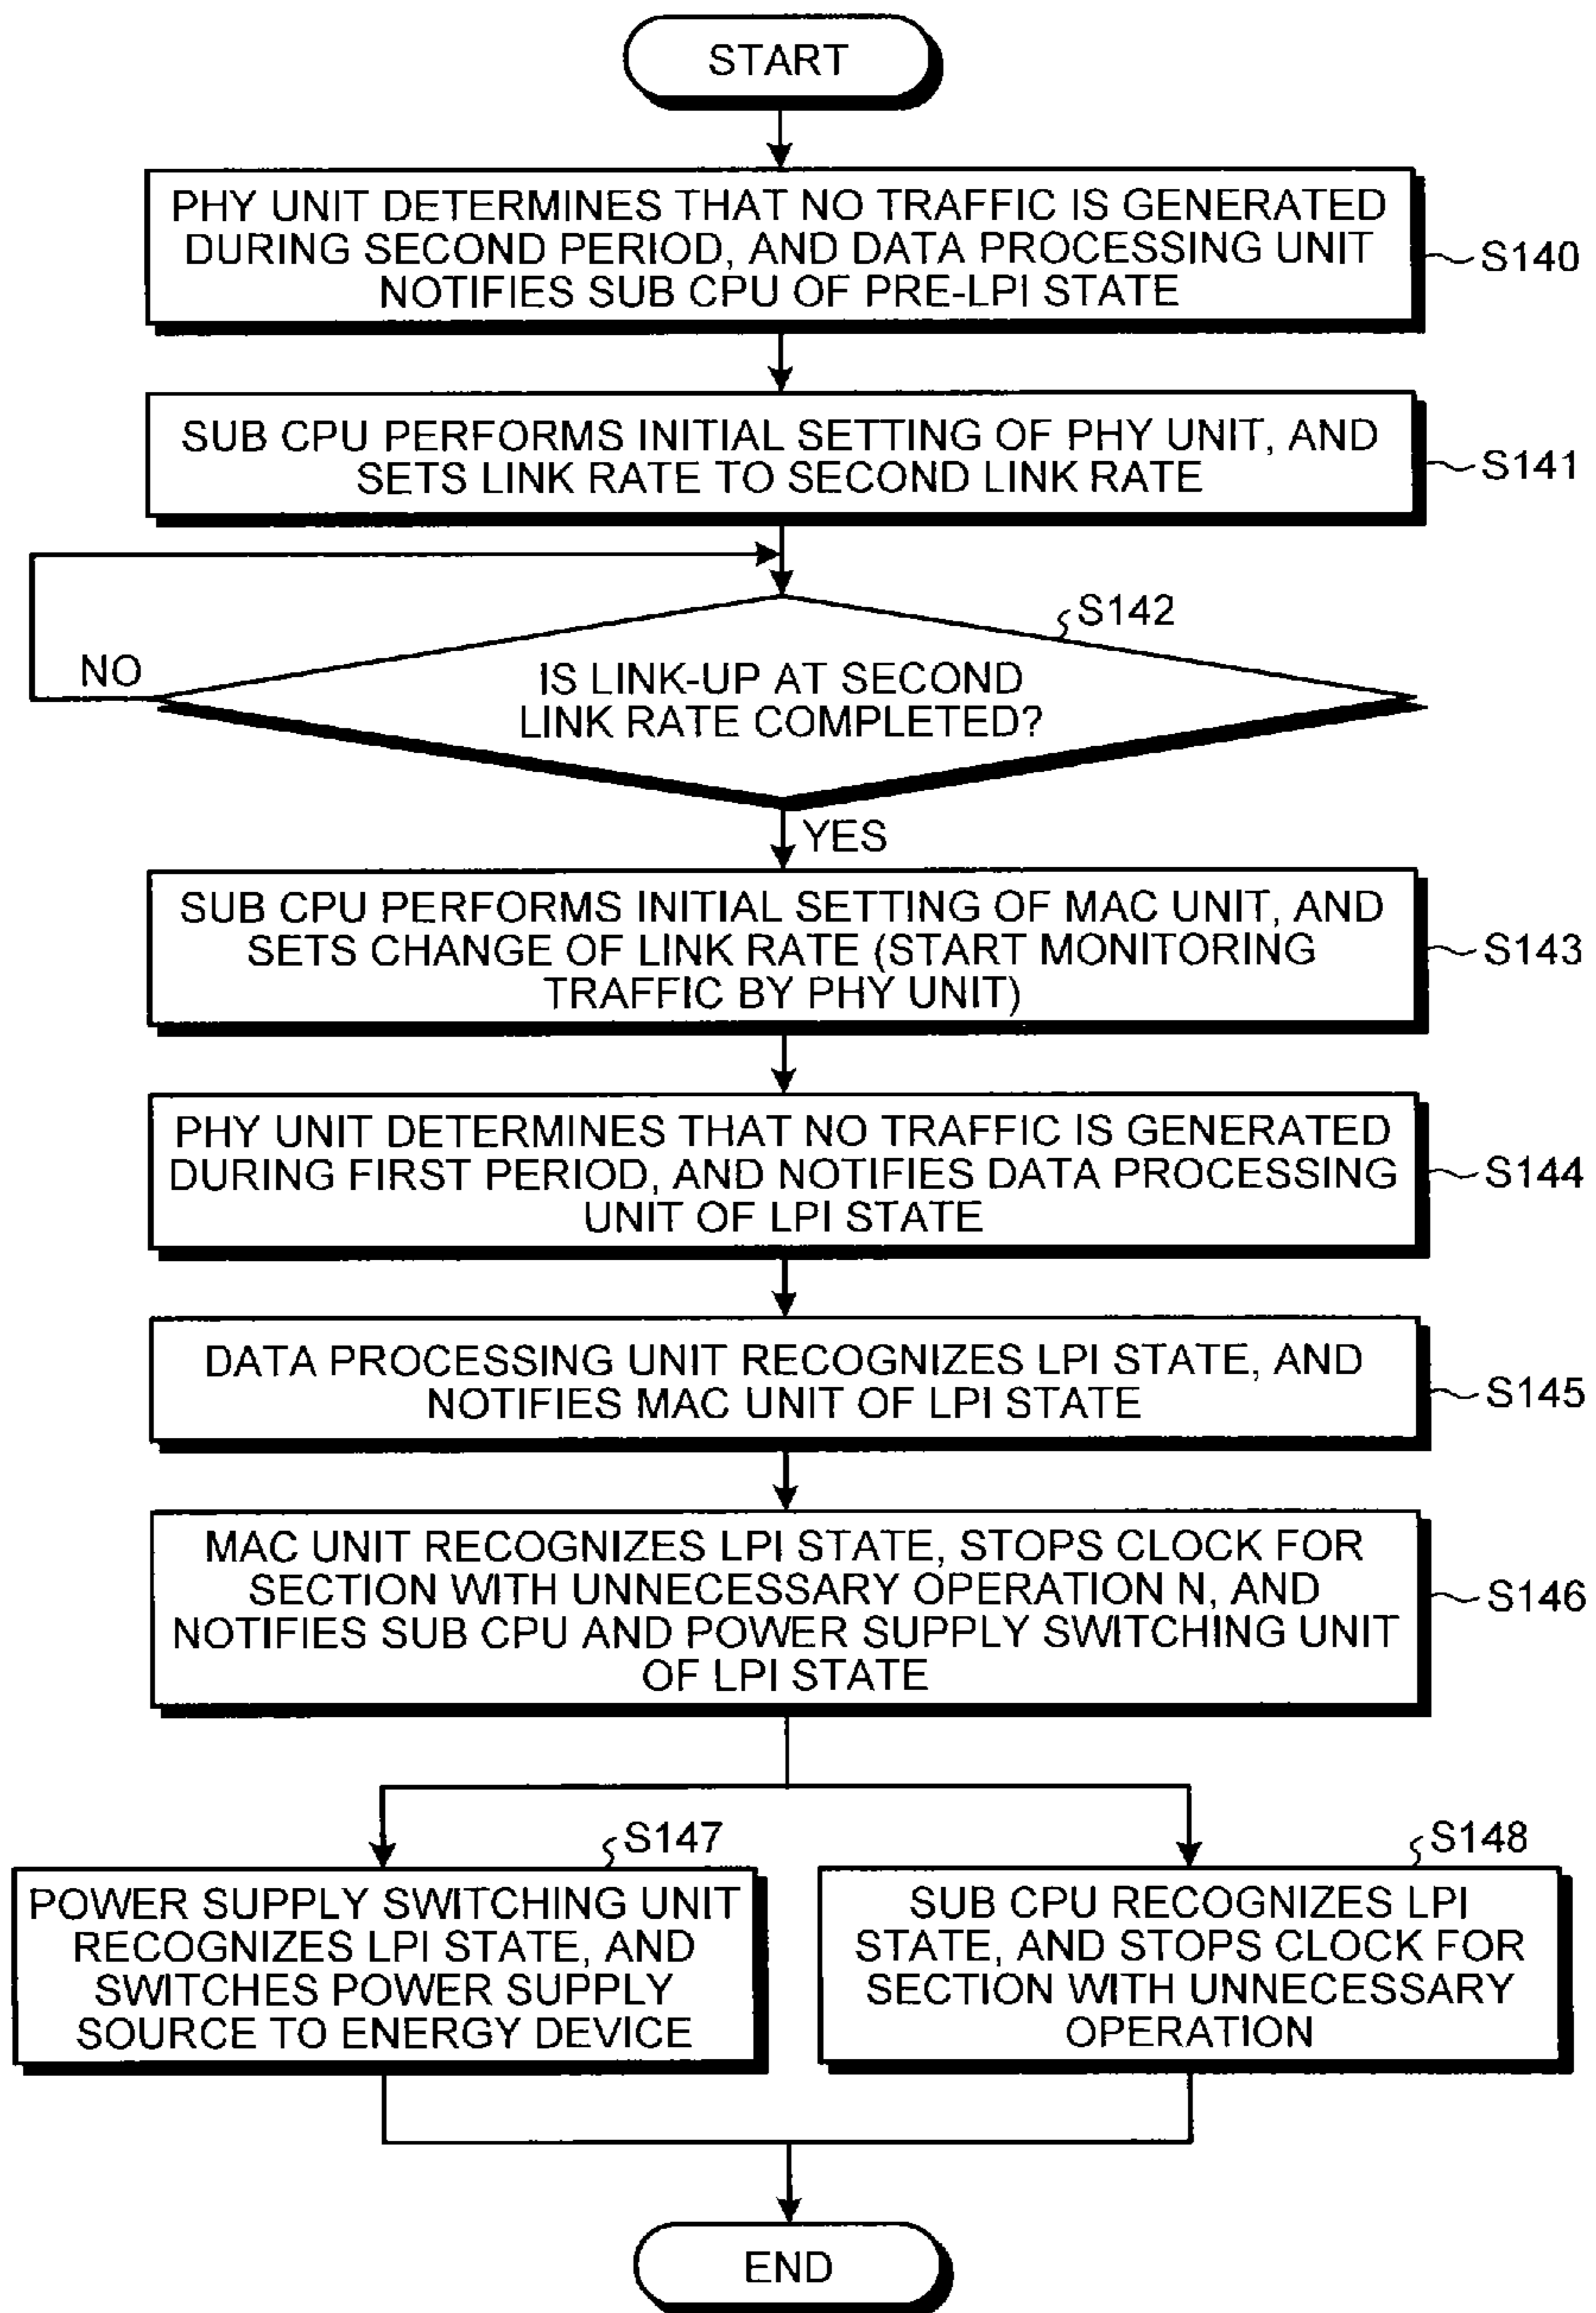 START
PHY UNIT DETERMINES THAT NO TRAFFIC IS GENERATED
DURING SECOND PERIOD, AND DATA PROCESSING UNIT
NOTIFIES SUB CPU OF PRE-LPI STATE
S140
SUB CPU PERFORMS INITIAL SETTING OF PHY UNIT, AND
SETS LINK RATE TO SECOND LINK RATE
S141
S142
NO
IS LINK-UP AT SECOND
LINK RATE COMPLETED?
YES
SUB CPU PERFORMS INITIAL SETTING OF MAC UNIT, AND
SETS CHANGE OF LINK RATE (START MONITORING
TRAFFIC BY PHY UNIT)
S143
PHY UNIT DETERMINES THAT NO TRAFFIC IS GENERATED
DURING FIRST PERIOD, AND NOTIFIES DATA PROCESSING
UNIT OF LPI STATE
S144
DATA PROCESSING UNIT RECOGNIZES LPI STATE, AND
NOTIFIES MAC UNIT OF LPI STATE
S145
MAC UNIT RECOGNIZES LPI STATE, STOPS CLOCK FOR
SECTION WITH UNNECESSARY OPERATION N, AND
NOTIFIES SUB CPU AND POWER SUPPLY SWITCHING UNIT
OF LPI STATE
S146
S147
POWER SUPPLY SWITCHING UNIT
RECOGNIZES LPI STATE, AND
SWITCHES POWER SUPPLY
SOURCE TO ENERGY DEVICE
S148
SUB CPU RECOGNIZES LPI
STATE, AND STOPS CLOCK FOR
SECTION WITH UNNECESSARY
OPERATION
END